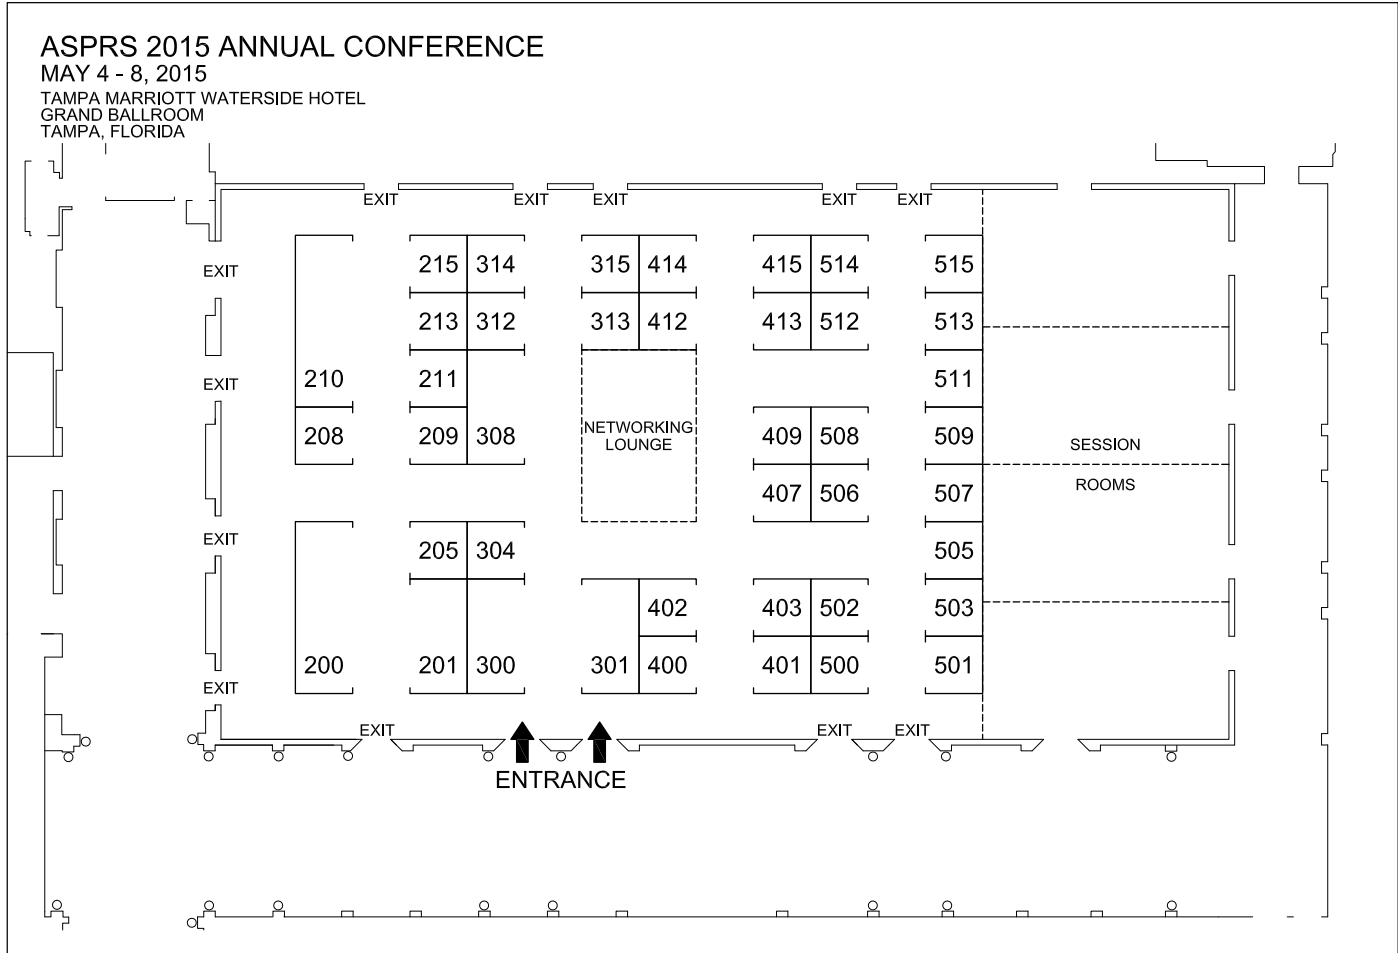 ASPRS 2015 ANNUAL CONFERENCE
MAY 4 - 8, 2015
TAMPA MARRIOTT WATERSIDE HOTEL
GRAND BALLROOM
TAMPA, FLORIDA
EXIT EXIT EXIT EXIT EXIT
EXIT 215 314 315 414 415 514 515
213 312 313 412 413 512 513
EXIT 210 211 511
208 209 308 NETWORKING 409 508 509 SESSION
LOUNGE
407 506 507 ROOMS
EXIT 205 304 505
402 403 502 503
200 201 300 301 400 401 500 501
EXIT
EXIT EXIT EXIT
ENTRANCE